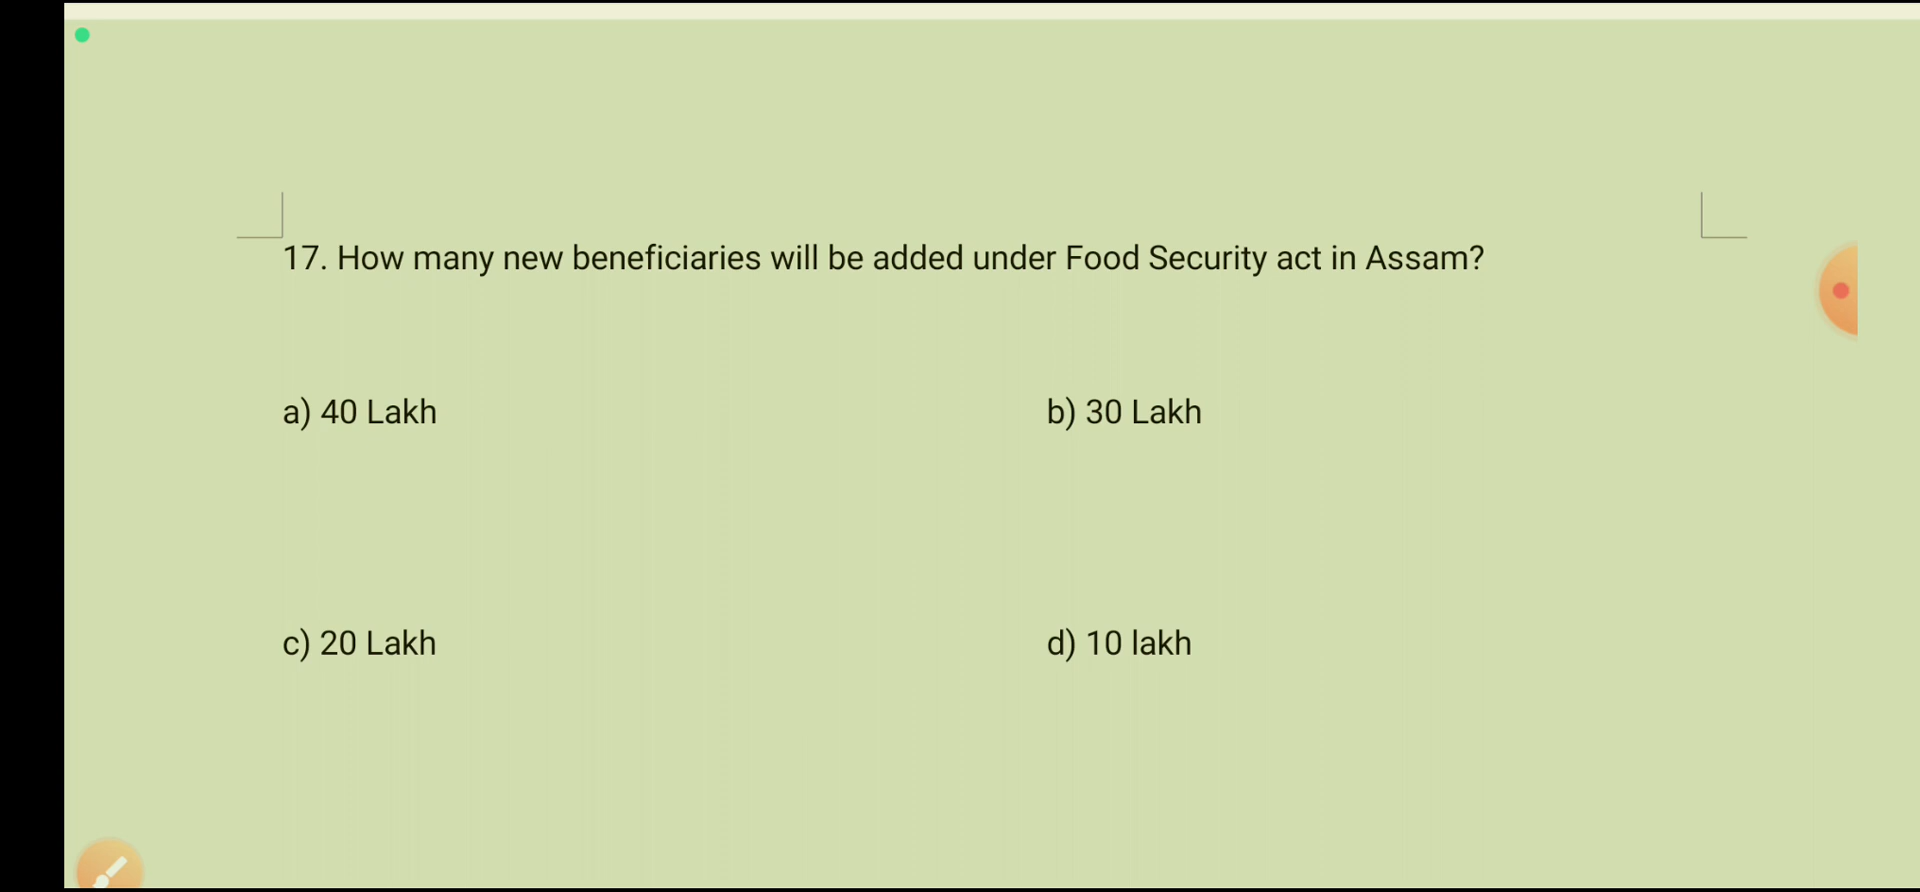 17. How many new beneficiaries will be added under Food Security act in Assam?
a) 40 Lakh
b) 30 Lakh
c) 20 Lakh
d) 10 lakh